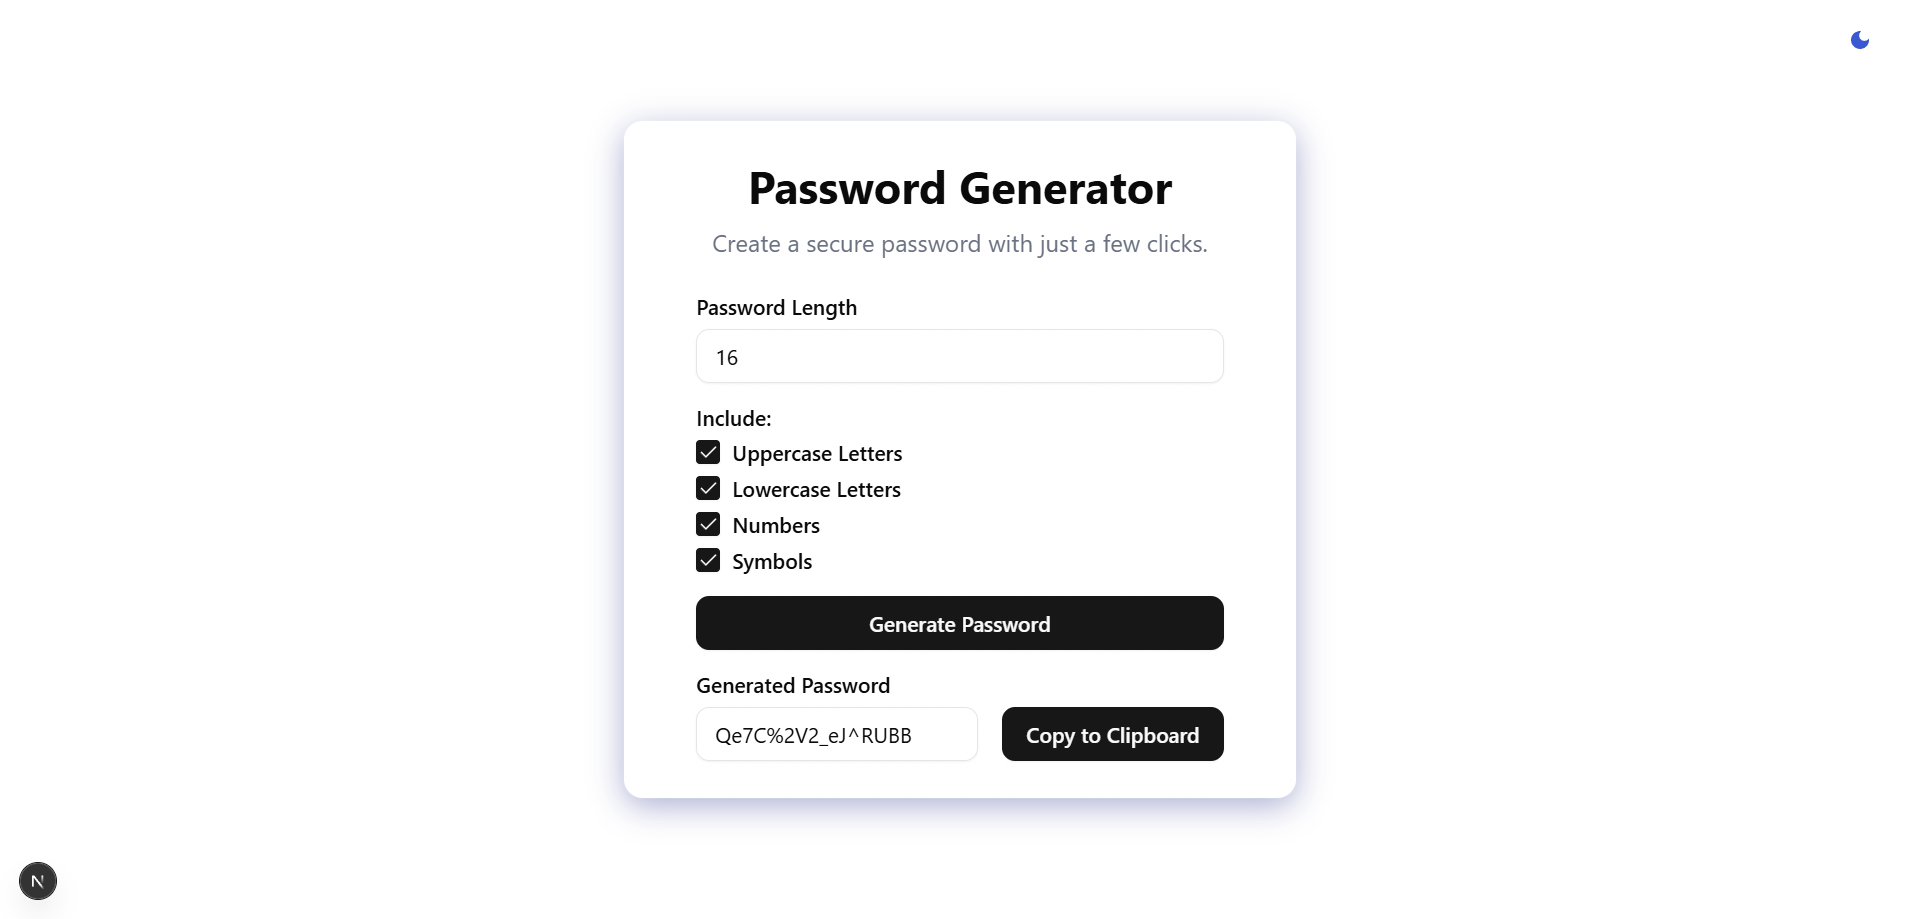 Password Generator
Create a secure password with just a few clicks.
Password Length
16
Include:
Uppercase Letters
Lowercase Letters
Numbers
Symbols
Generate Password
Generated Password
Qe7C%2V2_eJ^RUBB
Copy to Clipboard
N